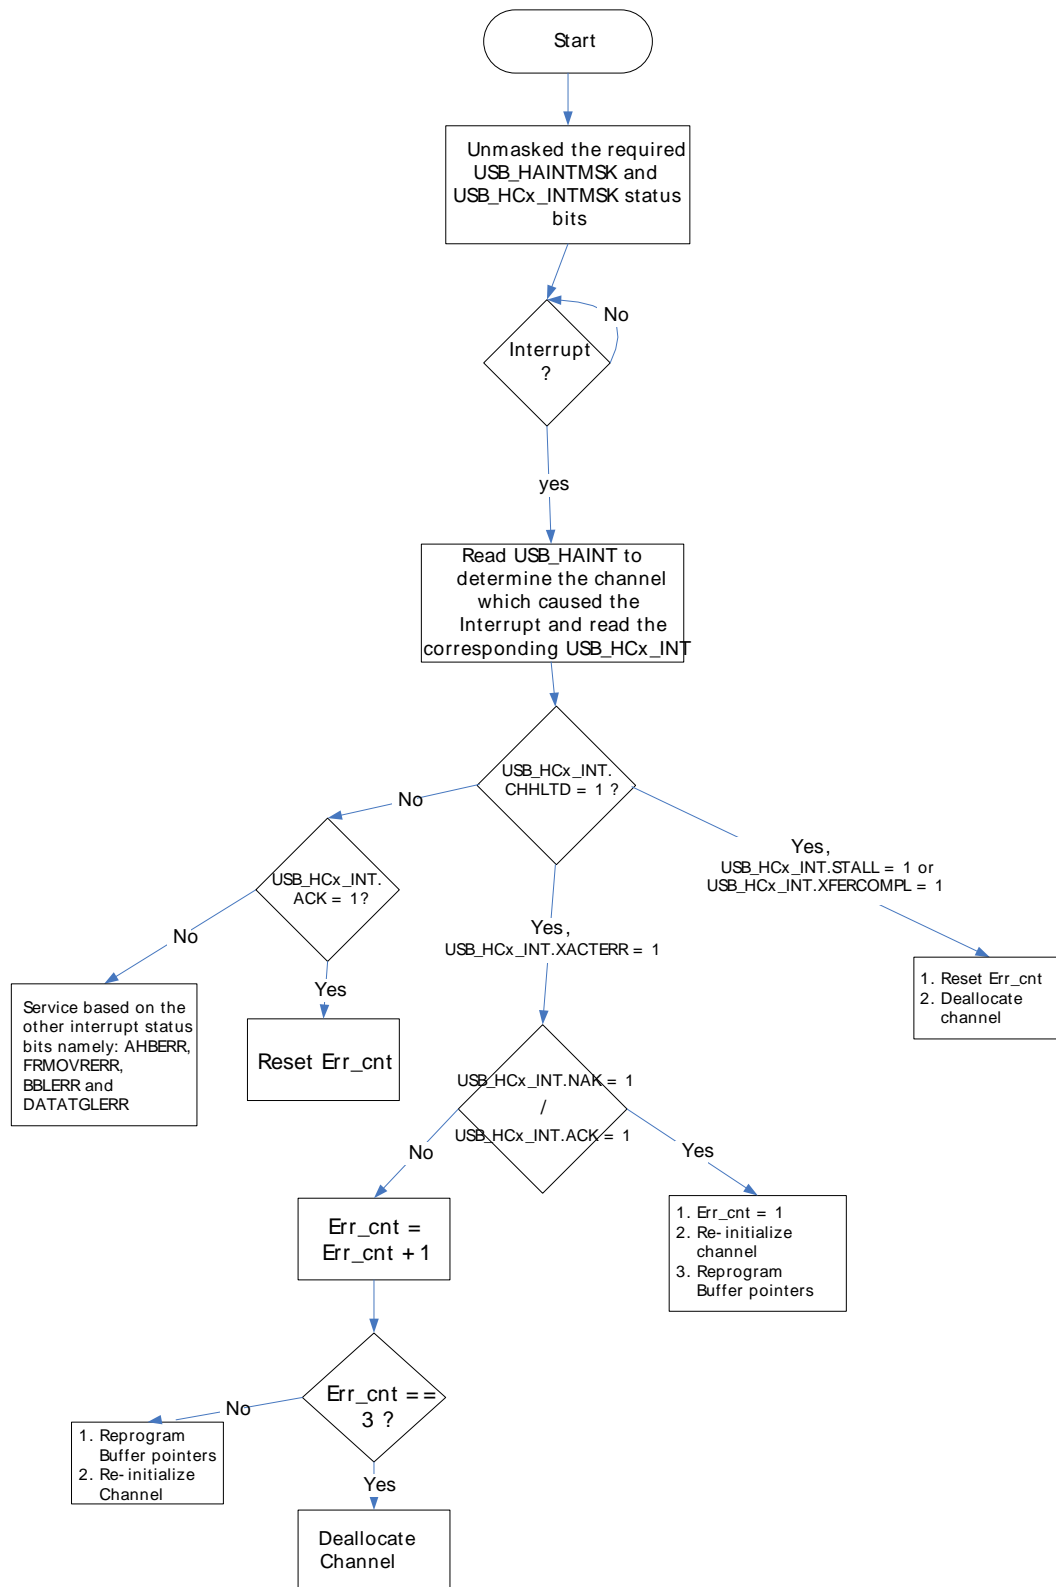 Start
Unmasked the required
USB_HAINTMSK and
USB_HCx_INTMSK status
bits
No
Interrupt
?
yes
Read USB_HAINT to
determine the channel
which caused the
Interrupt and read the
corresponding USB_HCx_INT
USB_HCx_INT.
CHHLTD = 1 ?
No
Yes,
USB_HCx_INT.STALL = 1 or
USB_HCx_INT.XFERCOMPL = 1
USB_HCx_INT.
ACK = 1?
Yes,
USB_HCx_INT.XACTERR = 1
No
Yes
1. Reset Err_cnt
2. Deallocate
channel
Service based on the
other interrupt status
bits namely: AHBERR,
FRMOVRERR,
BBLERR and
DATATGLERR
Reset Err_cnt
USB_HCx_INT.NAK = 1
/
USB_HCx_INT.ACK = 1
No
Yes
Err_cnt =
Err_cnt + 1
1. Err_cnt = 1
2. Re-initialize
channel
3. Reprogram
Buffer pointers
Err_cnt ==
3 ?
No
1. Reprogram
Buffer pointers
2. Re-initialize
Channel
Yes
Deallocate
Channel